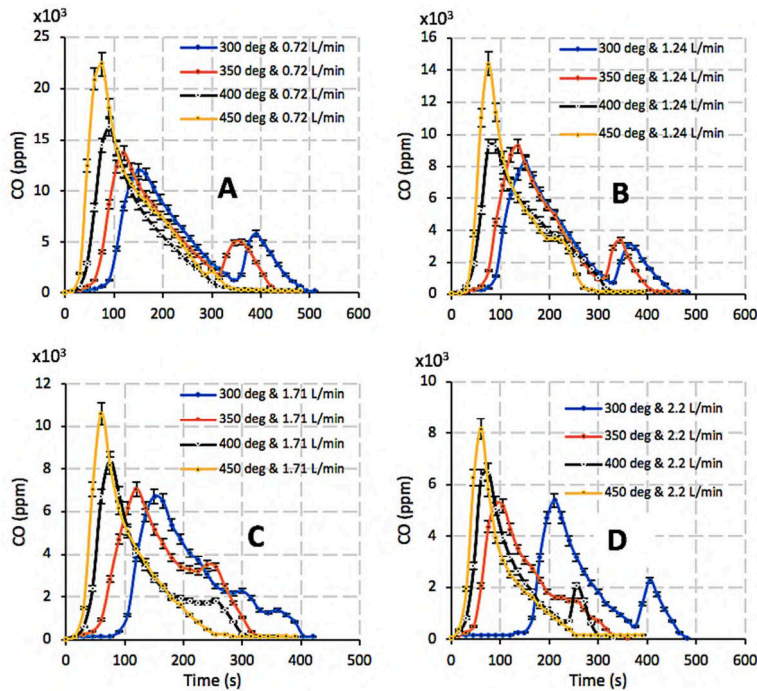 x10³
25
20
15
10
5
0
CO (ppm)
300 deg & 0.72 L/min
350 deg & 0.72 L/min
400 deg & 0.72 L/min
450 deg & 0.72 L/min
A
0 100 200 300 400 500 600
x10³
16
14
12
10
8
6
4
2
0
CO (ppm)
300 deg & 1.24 L/min
350 deg & 1.24 L/min
400 deg & 1.24 L/min
450 deg & 1.24 L/min
B
0 100 200 300 400 500 600
x10³
12
10
8
6
4
2
0
CO (ppm)
300 deg & 1.71 L/min
350 deg & 1.71 L/min
400 deg & 1.71 L/min
450 deg & 1.71 L/min
C
0 100 200 300 400 500
Time (s)
x10³
10
8
6
4
2
0
CO (ppm)
300 deg & 2.2 L/min
350 deg & 2.2 L/min
400 deg & 2.2 L/min
450 deg & 2.2 L/min
D
0 100 200 300 400 500 600
Time (s)